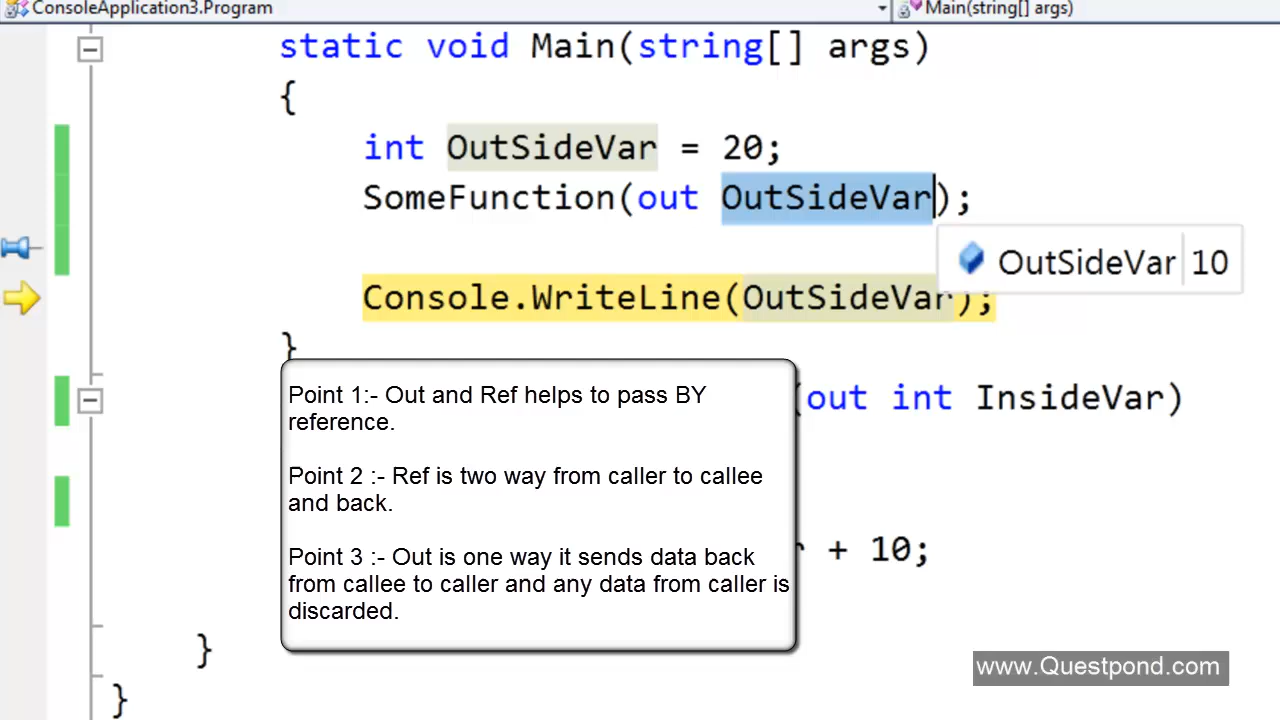 ConsoleApplication3.Program
Main(string[] args)
static void Main(string[] args)
{
int OutSideVar = 20;
SomeFunction(out OutSideVar);
OutSideVar 10
Console.WriteLine(OutSideVar);
}
(out int InsideVar)
+ 10;
}
}
Point 1:- Out and Ref helps to pass BY
reference.
Point 2 :- Ref is two way from caller to callee
and back.
Point 3 :- Out is one way it sends data back
from callee to caller and any data from caller is
discarded.
www.Questpond.com